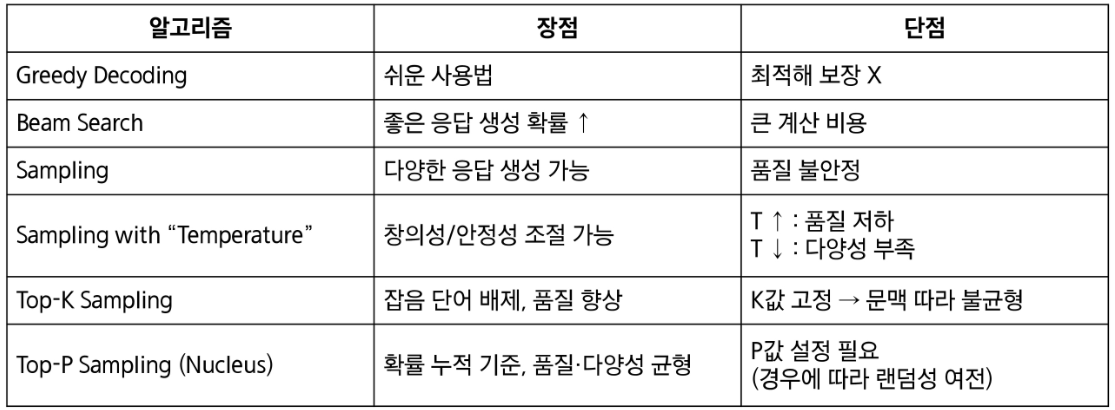 알고리즘 장점 단점
Greedy Decoding 쉬운 사용법 최적해 보장 X
Beam Search 좋은 응답 생성 확률 ↑ 큰 계산 비용
Sampling 다양한 응답 생성 가능 품질 불안정
Sampling with “Temperature” 창의성/안정성 조절 가능 T ↑ : 품질 저하
T ↓ : 다양성 부족
Top-K Sampling 잡음 단어 배제, 품질 향상 K값 고정 → 문맥 따라 불균형
Top-P Sampling (Nucleus) 확률 누적 기준, 품질·다양성 균형 P값 설정 필요
(경우에 따라 랜덤성 여전)